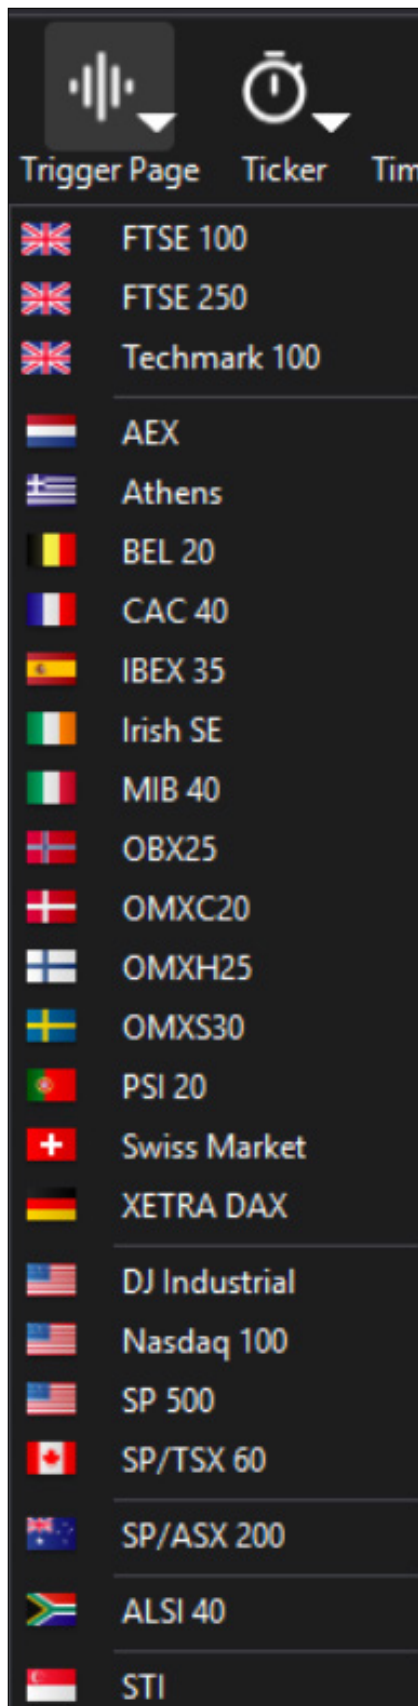 Trigger Page Ticker Tim
FTSE 100
FTSE 250
Techmark 100
AEX
Athens
BEL 20
CAC 40
IBEX 35
Irish SE
MIB 40
OBX25
OMXC20
OMXH25
OMXS30
PSI 20
Swiss Market
XETRA DAX
DJ Industrial
Nasdaq 100
SP 500
SP/TSX 60
SP/ASX 200
ALSI 40
STI